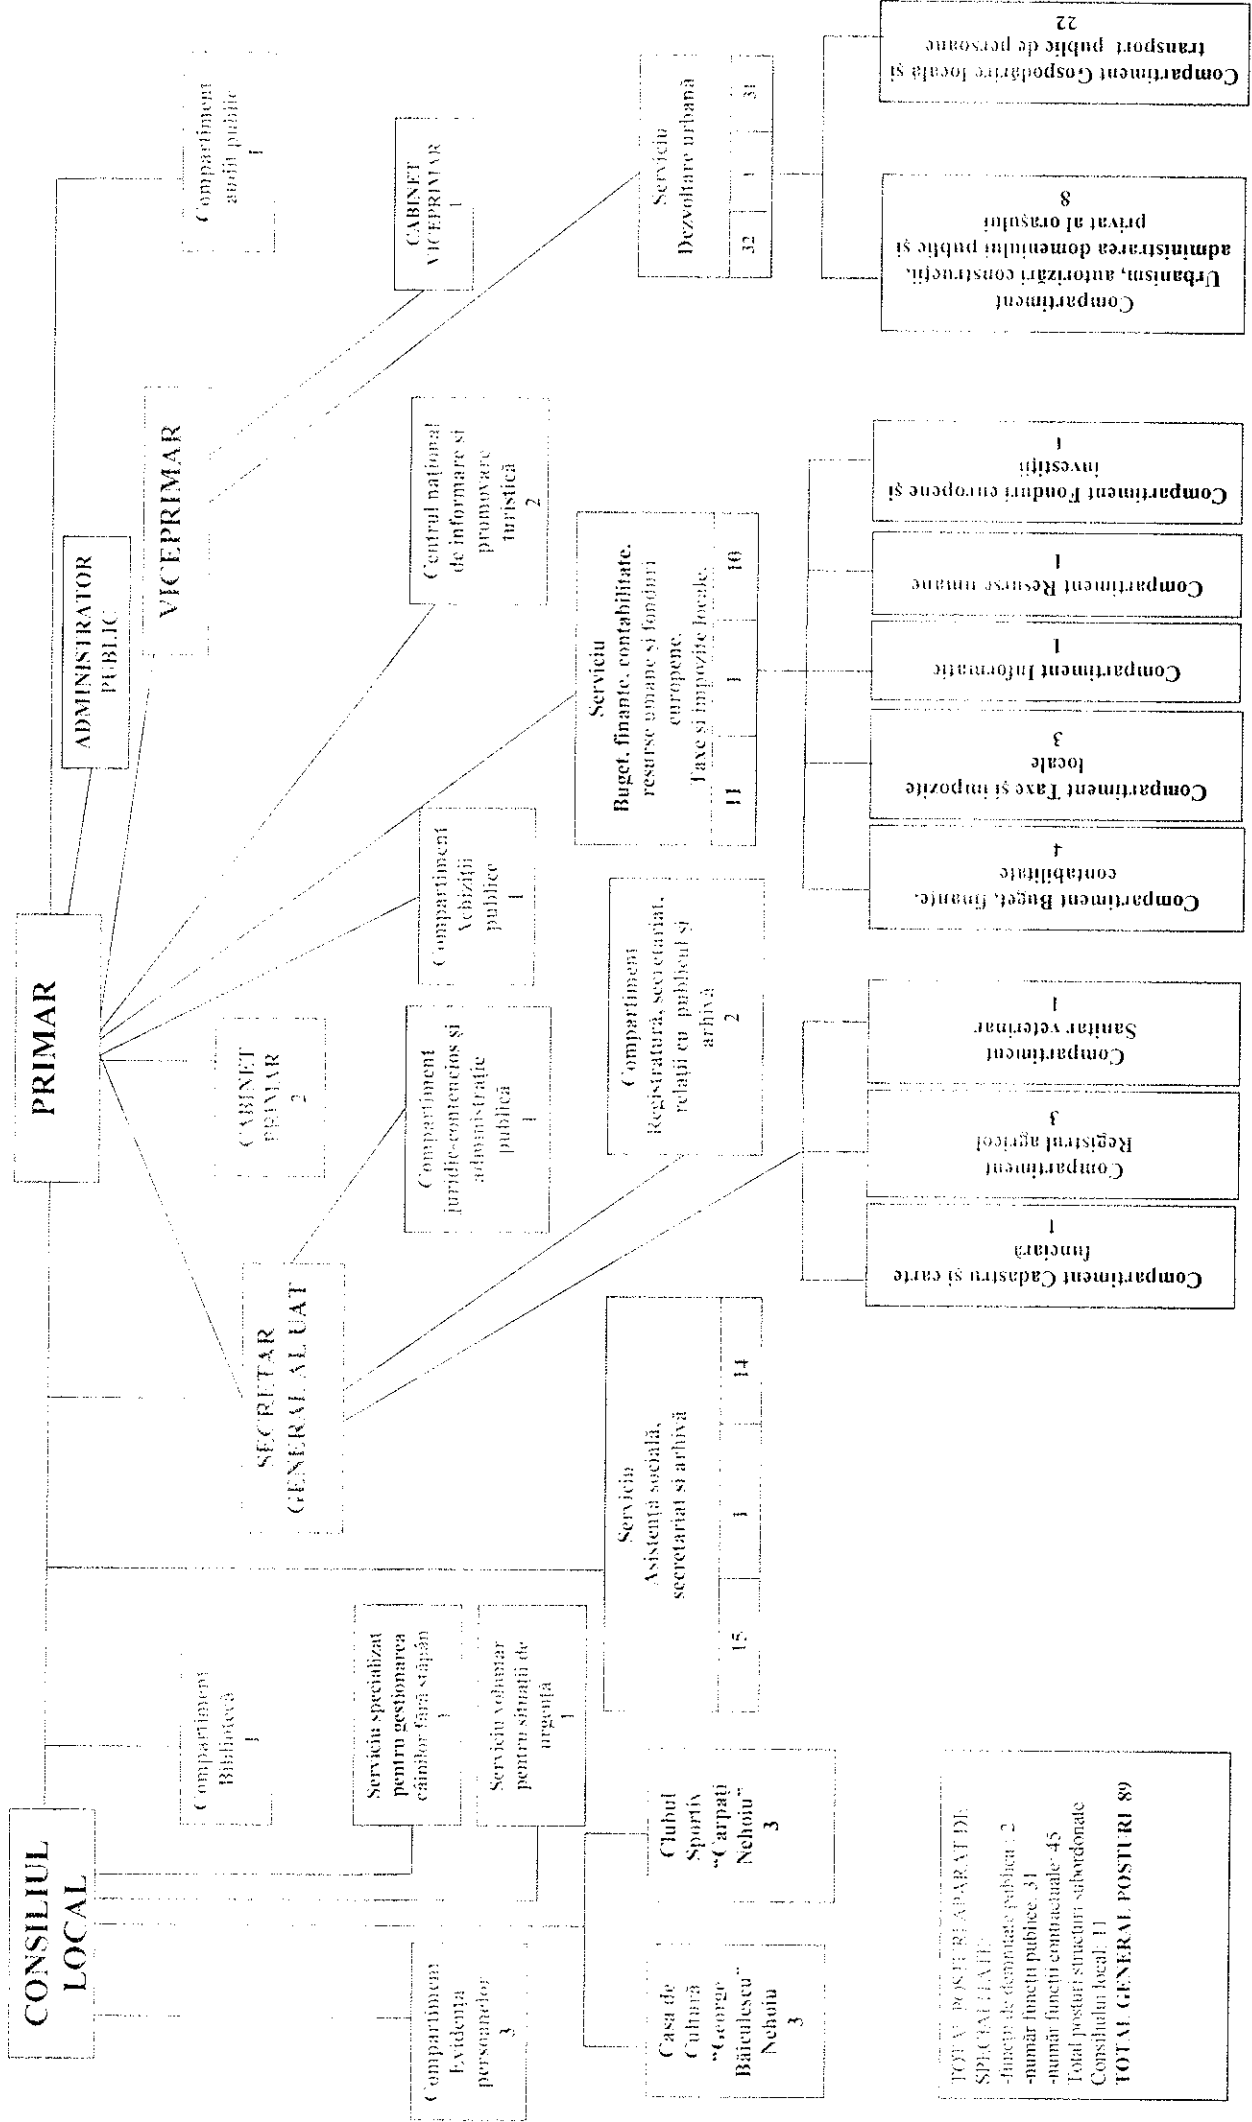 CONSILIUL
LOCAL
PRIMAR
ADMINISTRATOR
PUBLIC
VICEPRIMAR
Compartiment
audit public
1
Compartiment
Bibliotecă
1
SECRETAR
GENERAL AL UAT
CABINET
PRIMAR
2
CABINET
VICEPRIMAR
1
Compartiment
Evidența
persoanelor
3
Serviciu specializat
pentru gestionarea
câinilor fără stăpân
1
Serviciu voluntar
pentru situații de
urgență
1
Compartiment
juridic-contencios și
administrație
publică
1
Compartiment
Achiziții
publice
1
Centrul național
de informare si
promovare
turistică
2
Casa de
Cultură
"George
Băiculescu"
Nehoiu
3
Clubul
Sportiv
"Carpați
Nehoiu"
3
Serviciu
Asistență socială,
secretariat si arhivă
15 1 14
Compartiment
Registratură, secretariat,
relații cu publicul și
arhivă
2
Serviciu
Buget, finante, contabilitate,
resurse umane și fonduri
europene.
Taxe si impozite locale.
11 1 10
Serviciu
Dezvoltare urbană
32 1 31
Compartiment Cadastru și carte
funciară
1
Compartiment
Registrul agricol
3
Compartiment
Sanitar veterinar
1
Compartiment Buget, finanțe,
contabilitate
4
Compartiment Taxe și impozite
locale
3
Compartiment Informatic
1
Compartiment Resurse umane
1
Compartiment Fonduri europene și
investiții
1
Compartiment
Urbanism, autorizări construcții,
administrarea domeniului public și
privat al orașului
8
Compartiment Gospodărire locală și
transport public de persoane
22
TOTAL POSTURI APARAT DE
SPECIALITATE:
-funcții de demnitate publică: 2
-număr funcții publice: 31
-număr funcții contractuale: 45
Total posturi structuri subordonate
Consiliului local: 11
TOTAL GENERAL POSTURI 89